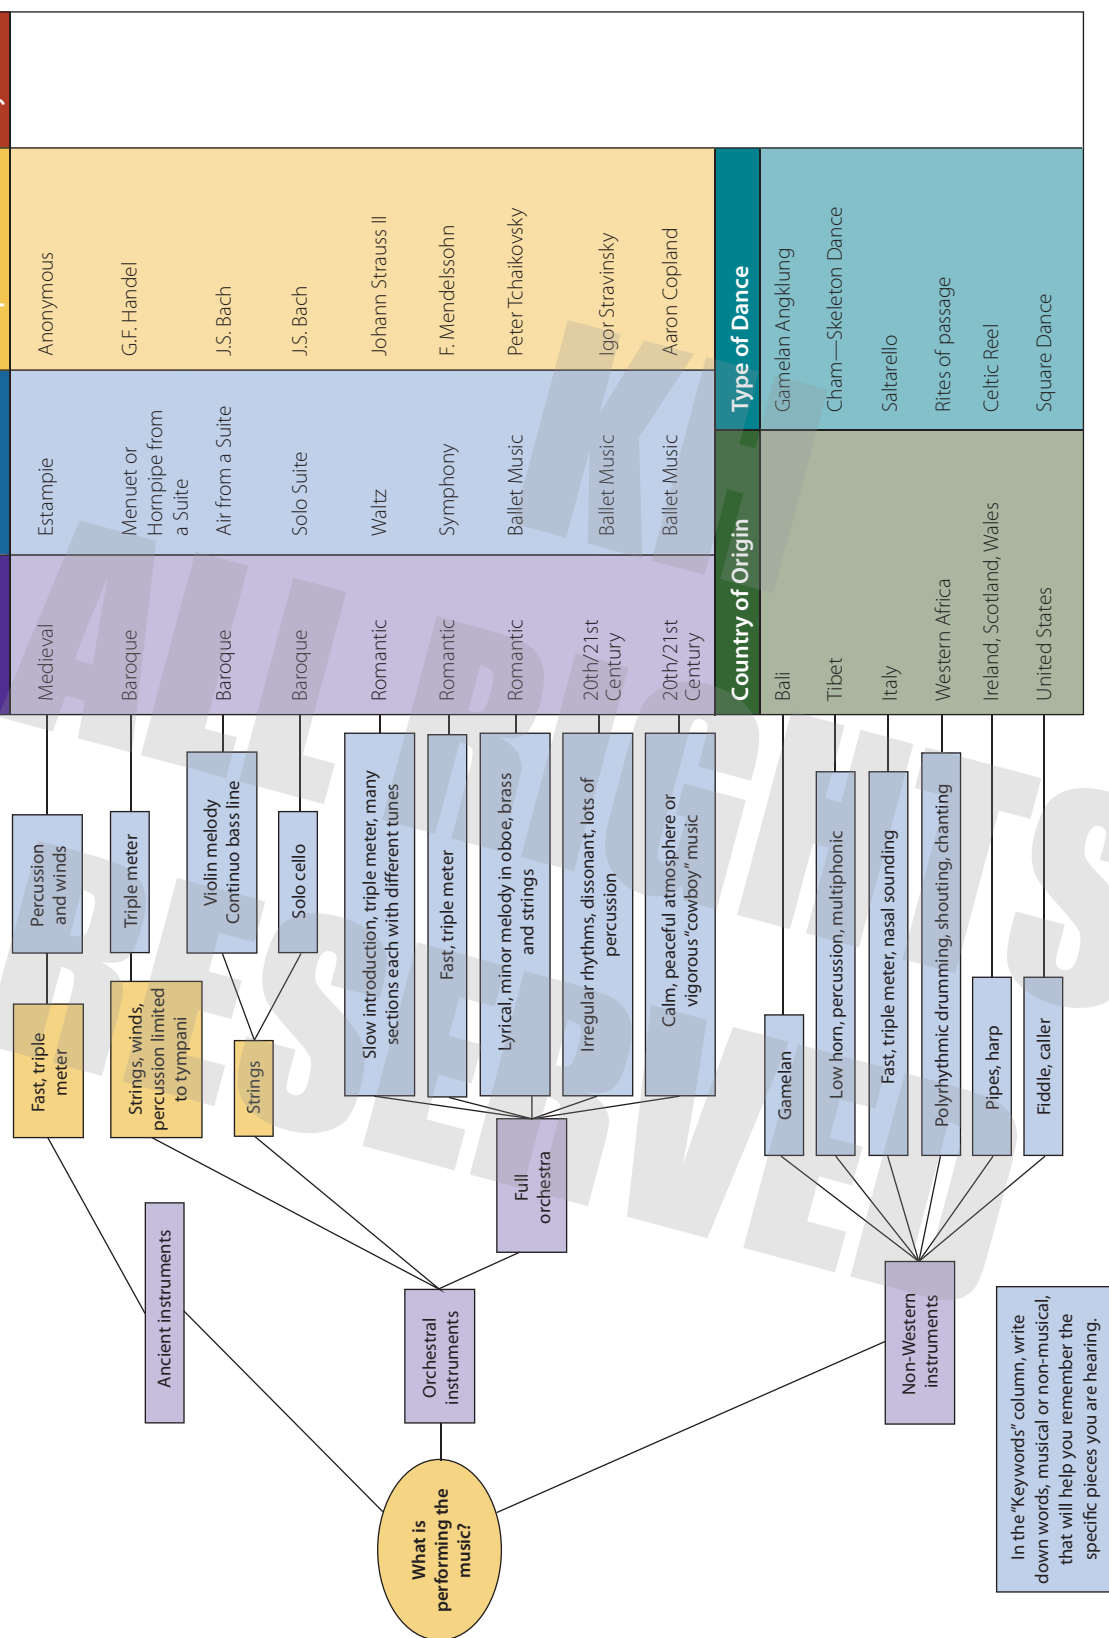 What is
performing the
music?
Ancient instruments
Orchestral
instruments
Non-Western
instruments
Fast, triple
meter
Percussion
and winds
Medieval
Estampie
Anonymous
Strings, winds,
percussion limited
to tympani
Triple meter
Baroque
Menuet or
Hornpipe from
a Suite
G.F. Handel
Strings
Violin melody
Continuo bass line
Baroque
Air from a Suite
J.S. Bach
Solo cello
Baroque
Solo Suite
J.S. Bach
Full
orchestra
Slow introduction, triple meter, many
sections each with different tunes
Romantic
Waltz
Johann Strauss II
Fast, triple meter
Romantic
Symphony
F. Mendelssohn
Lyrical, minor melody in oboe, brass
and strings
Romantic
Ballet Music
Peter Tchaikovsky
Irregular rhythms, dissonant, lots of
percussion
20th/21st
Century
Ballet Music
Igor Stravinsky
Calm, peaceful atmosphere or
vigorous "cowboy" music
20th/21st
Century
Ballet Music
Aaron Copland
Country of Origin
Type of Dance
Gamelan
Bali
Gamelan Angklung
Low horn, percussion, multiphonic
Tibet
Cham—Skeleton Dance
Fast, triple meter, nasal sounding
Italy
Saltarello
Polyrhythmic drumming, shouting, chanting
Western Africa
Rites of passage
Pipes, harp
Ireland, Scotland, Wales
Celtic Reel
Fiddle, caller
United States
Square Dance
In the "Keywords" column, write
down words, musical or non-musical,
that will help you remember the
specific pieces you are hearing.
ALL RIGHTS
RESERVED